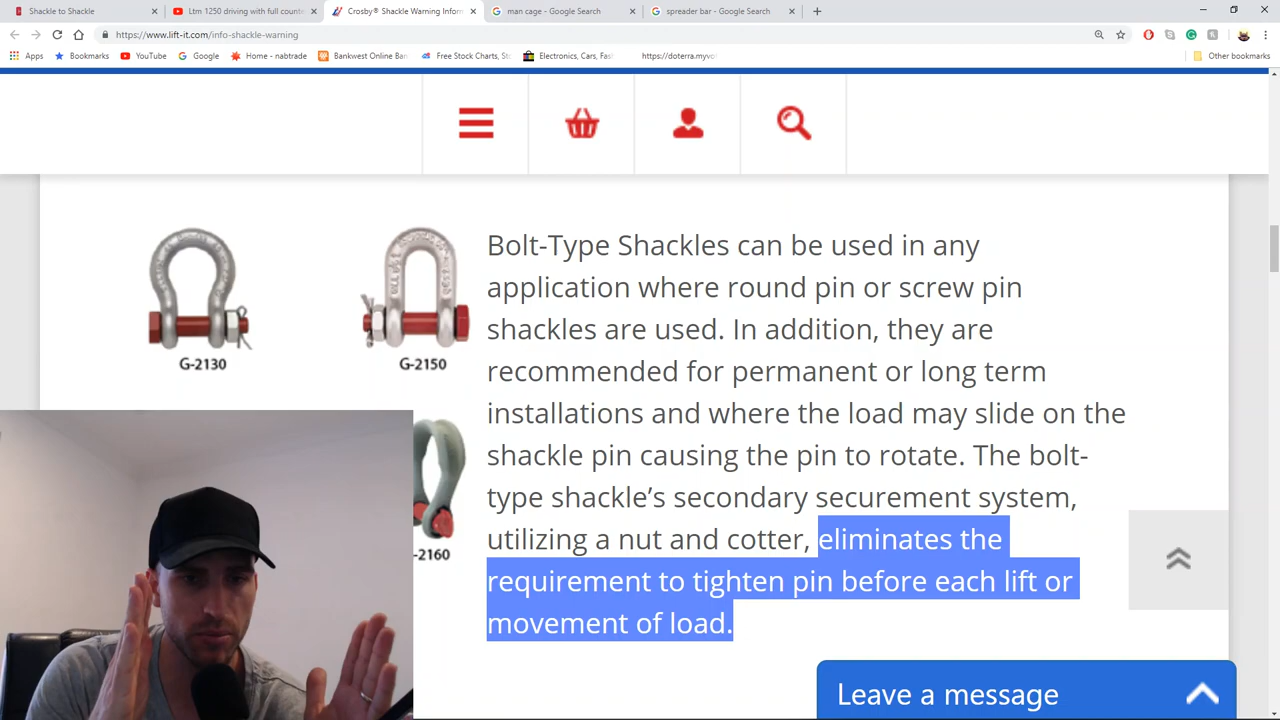 Shackle to Shackle
Ltm 1250 driving with full count
Crosby® Shackle Warning Inform
man cage - Google Search
spreader bar - Google Search
https://www.lift-it.com/info-shackle-warning
Apps
Bookmarks
YouTube
Google
Home - nabtrade
Bankwest Online Ban
Free Stock Charts, Sto
Electronics, Cars, Fas
https://doterra.myvo
Other bookmarks
Bolt-Type Shackles can be used in any
application where round pin or screw pin
shackles are used. In addition, they are
recommended for permanent or long term
installations and where the load may slide on the
shackle pin causing the pin to rotate. The bolt-
type shackle’s secondary securement system,
utilizing a nut and cotter, eliminates the
requirement to tighten pin before each lift or
movement of load.
G-2130
G-2150
-2160
Leave a message